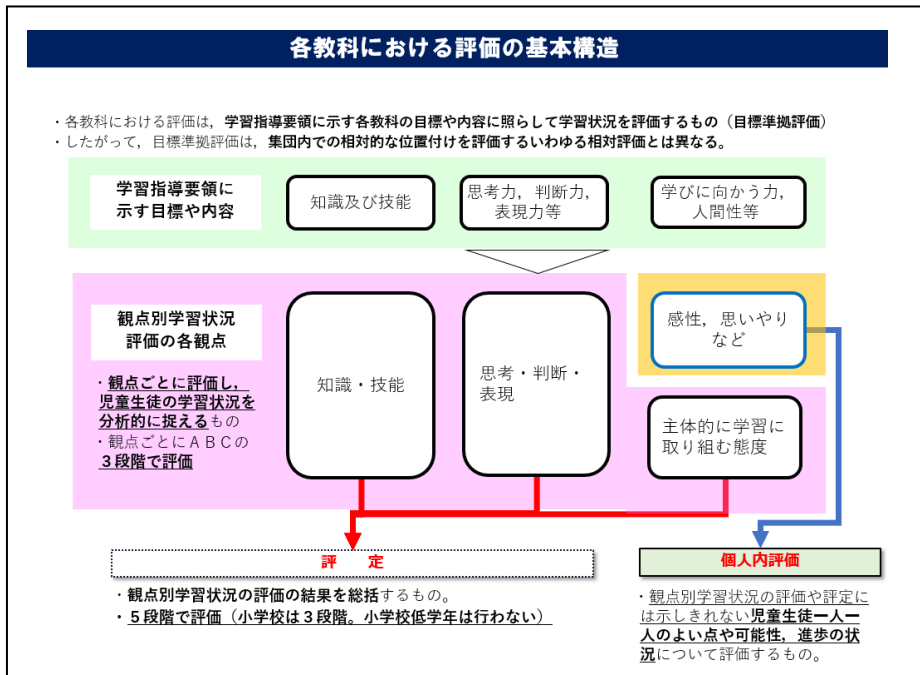 各教科における評価の基本構造
・各教科における評価は，学習指導要領に示す各教科の目標や内容に照らして学習状況を評価するもの（目標準拠評価）
・したがって，目標準拠評価は，集団内での相対的な位置付けを評価するいわゆる相対評価とは異なる。
学習指導要領に
示す目標や内容
知識及び技能
思考力，判断力，
表現力等
学びに向かう力，
人間性等
観点別学習状況
評価の各観点
・観点ごとに評価し，
児童生徒の学習状況を
分析的に捉えるもの
・観点ごとにＡＢＣの
３段階で評価
知識・技能
思考・判断・
表現
感性，思いやり
など
主体的に学習に
取り組む態度
評　定
・観点別学習状況の評価の結果を総括するもの。
・５段階で評価（小学校は３段階。小学校低学年は行わない）
個人内評価
・観点別学習状況の評価や評定に
は示しきれない児童生徒一人一
人のよい点や可能性，進歩の状
況について評価するもの。